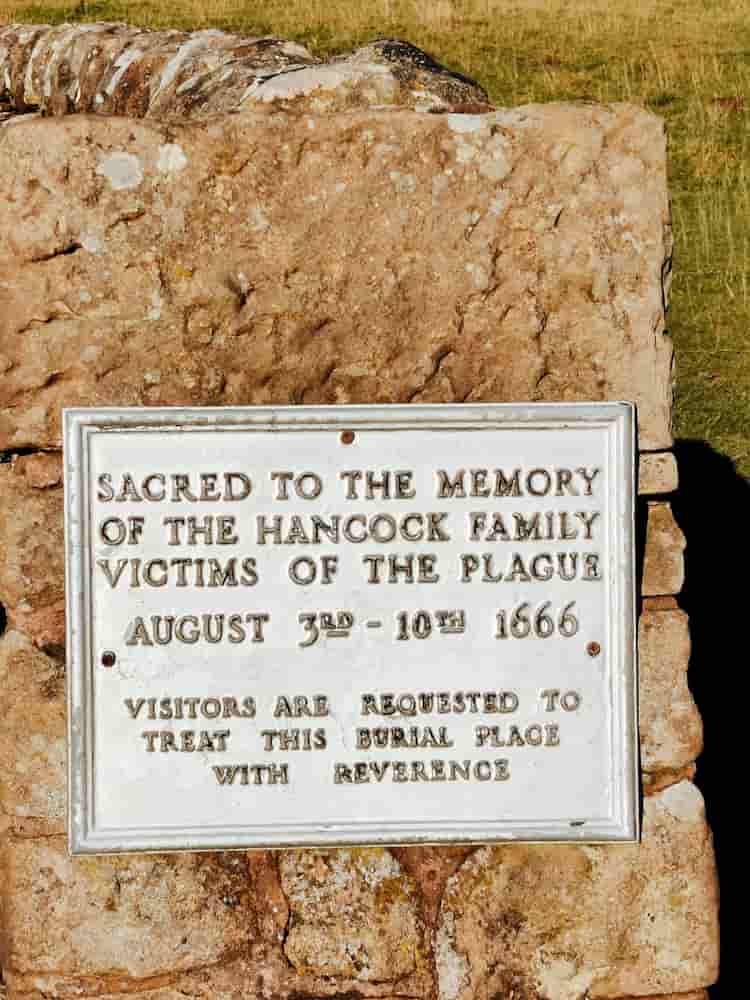 SACRED TO THE MEMORY
OF THE HANCOCK FAMILY
VICTIMS OF THE PLAGUE
AUGUST 3RD - 10TH 1666
VISITORS ARE REQUESTED TO
TREAT THIS BURIAL PLACE
WITH REVERENCE